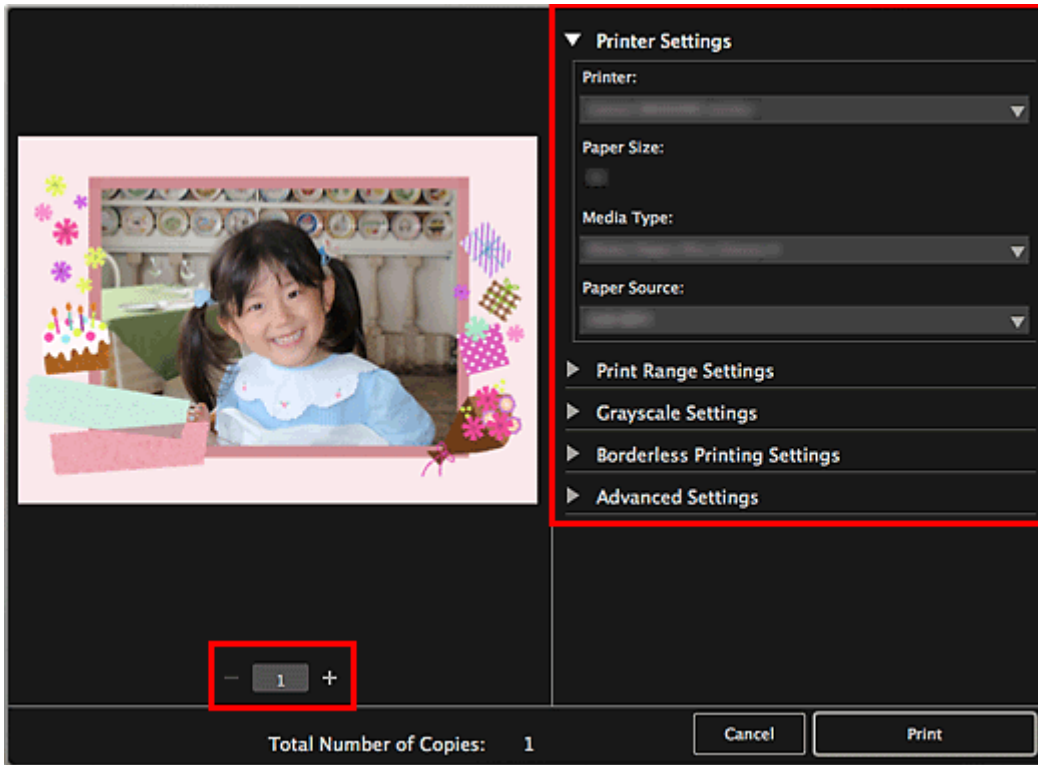 Printer Settings
Printer:
Paper Size:
Media Type:
Paper Source:
Print Range Settings
Grayscale Settings
Borderless Printing Settings
Advanced Settings
− 1 +
Total Number of Copies: 1
Cancel
Print